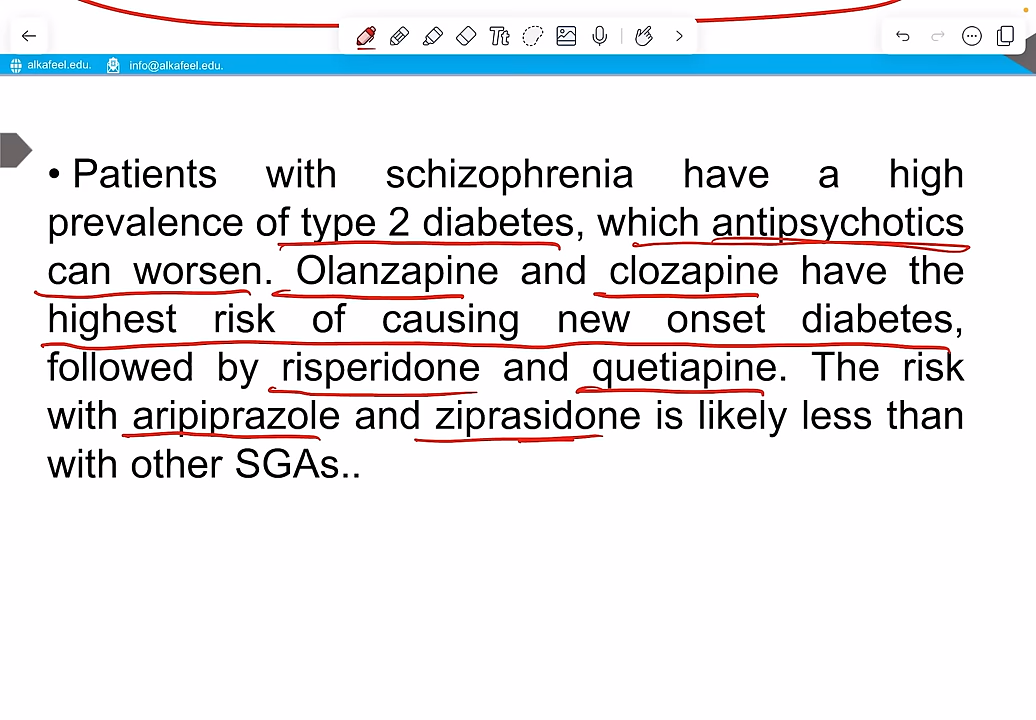 Tt
alkafeel.edu. info@alkafeel.edu.
• Patients with schizophrenia have a high
prevalence of type 2 diabetes, which antipsychotics
can worsen. Olanzapine and clozapine have the
highest risk of causing new onset diabetes,
followed by risperidone and quetiapine. The risk
with aripiprazole and ziprasidone is likely less than
with other SGAs..